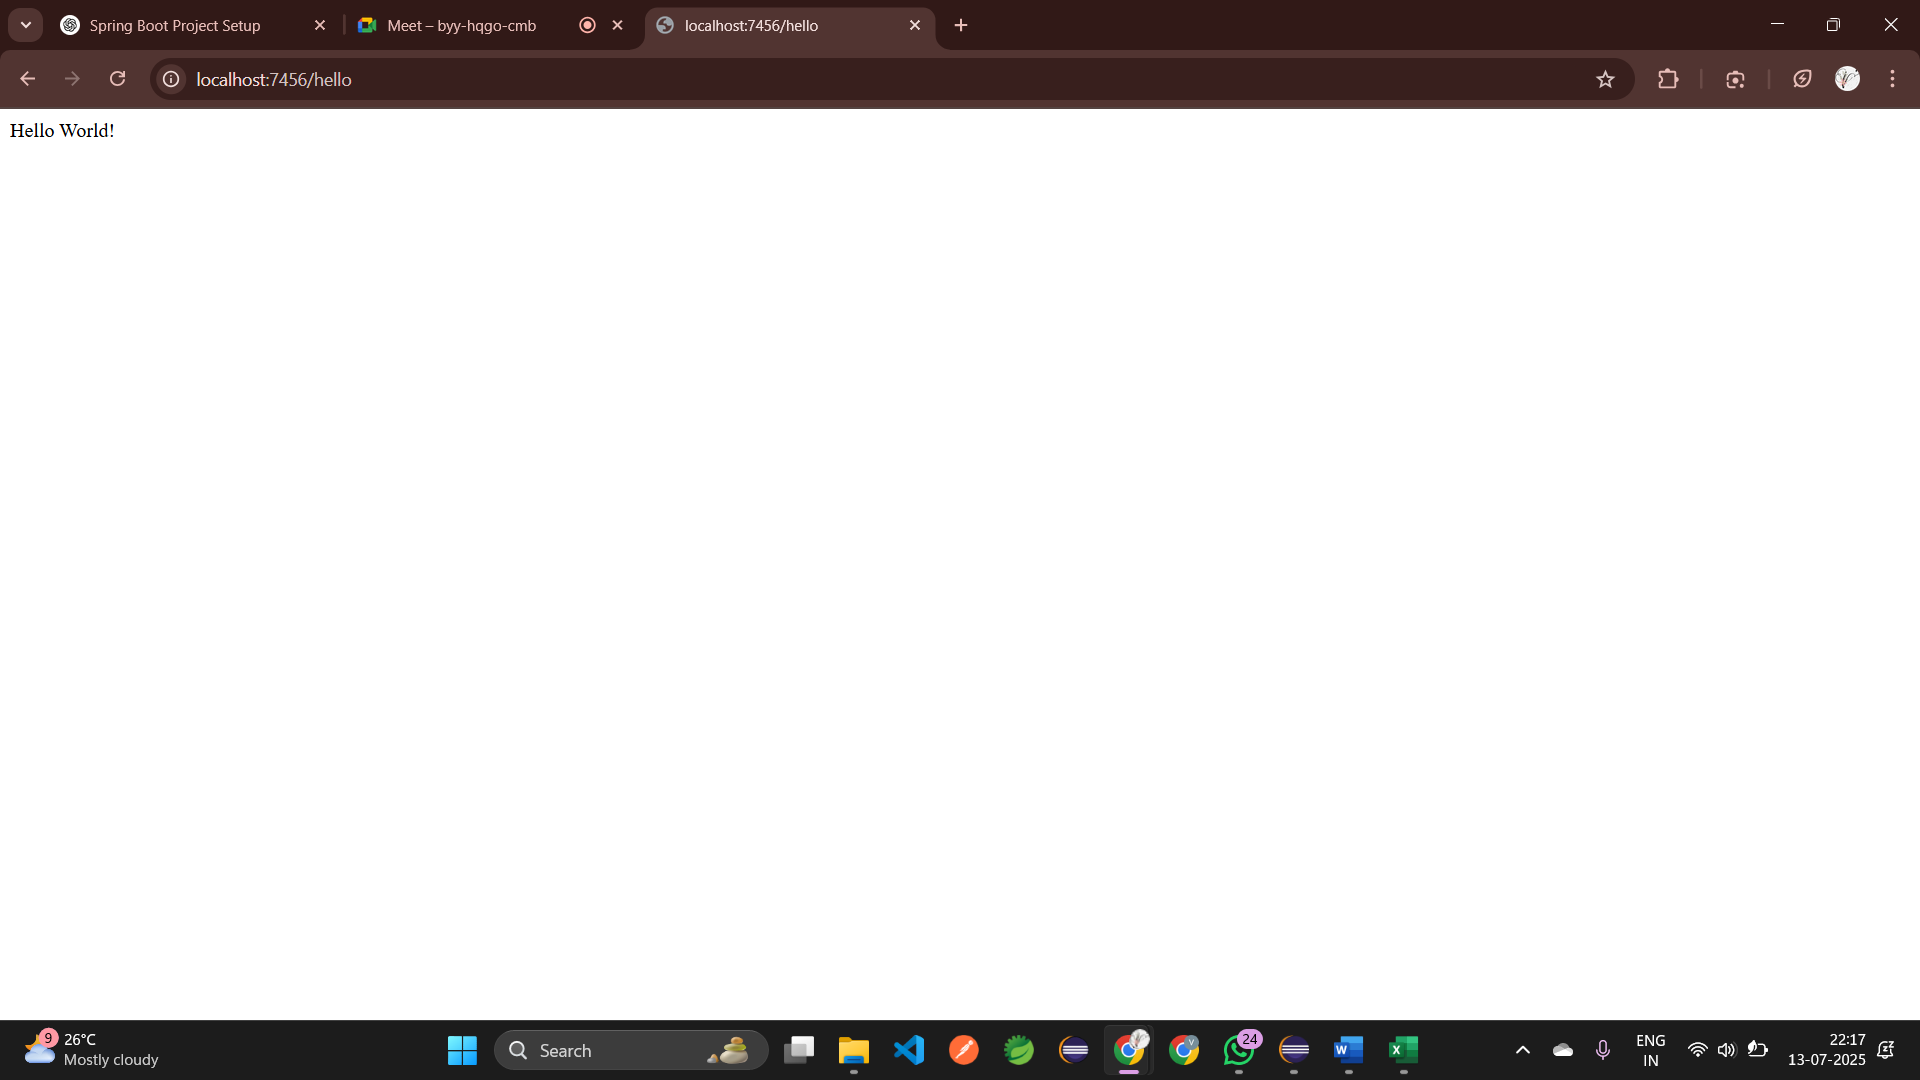 Spring Boot Project Setup
Meet – byy-hqgo-cmb
localhost:7456/hello
localhost:7456/hello
Hello World!
9
26°C
Mostly cloudy
Search
V
24
W
X
ENG
IN
22:17
13-07-2025